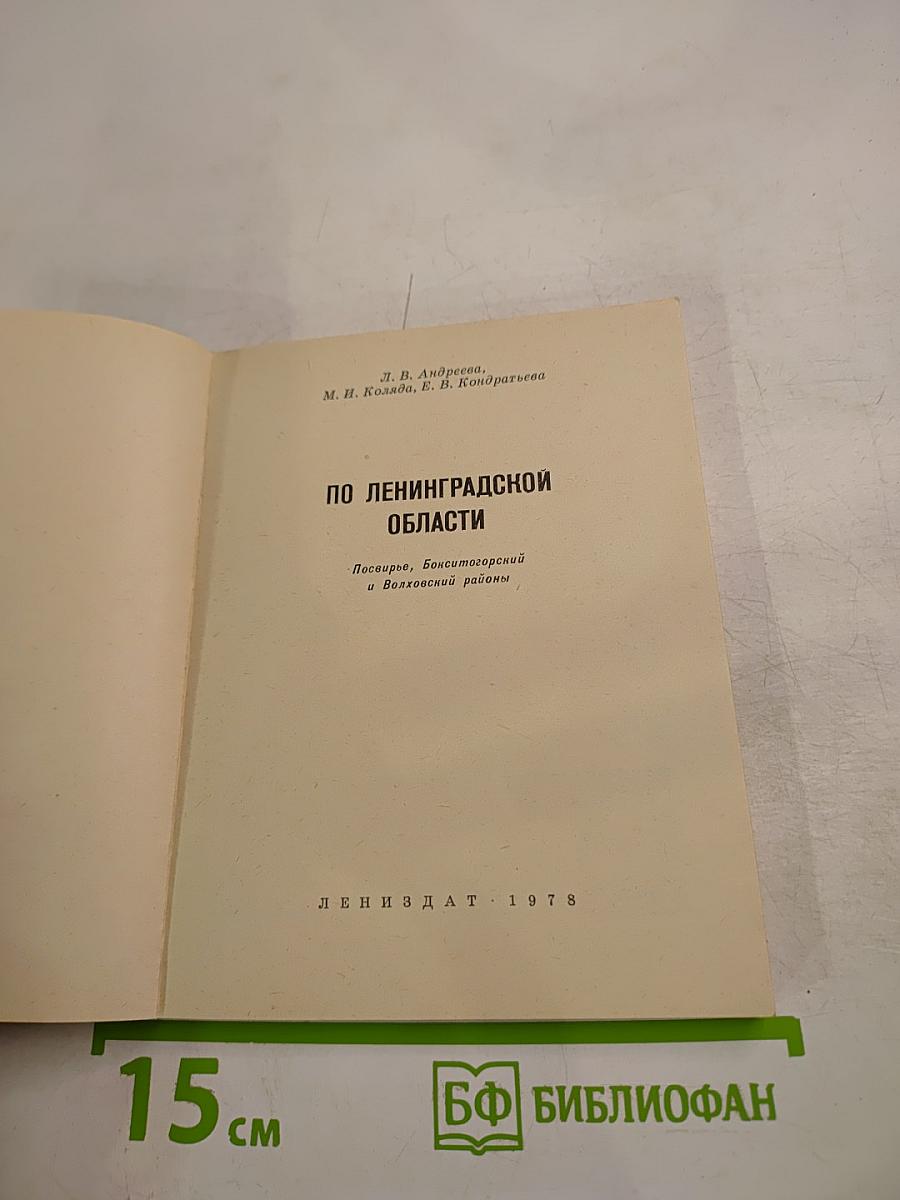 Л. В. Андреева,
М. И. Коляда, Е. В. Кондратьева
ПО ЛЕНИНГРАДСКОЙ
ОБЛАСТИ
Посвирье, Бокситогорский
и Волховский районы
ЛЕНИЗДАТ · 1978
15 см
БФ БИБЛИОФАН